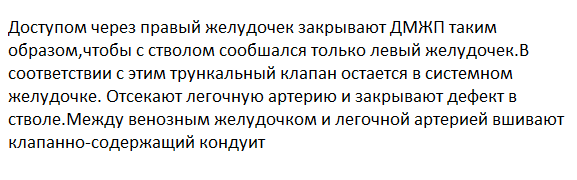 Доступом через правый желудочек закрывают ДМЖП таким
образом,чтобы с стволом сообшался только левый желудочек.В
соответствии с этим трункальный клапан остается в системном
желудочке. Отсекают легочную артерию и закрывают дефект в
стволе.Между венозным желудочком и легочной артерией вшивают
клапанно-содержащий кондуит